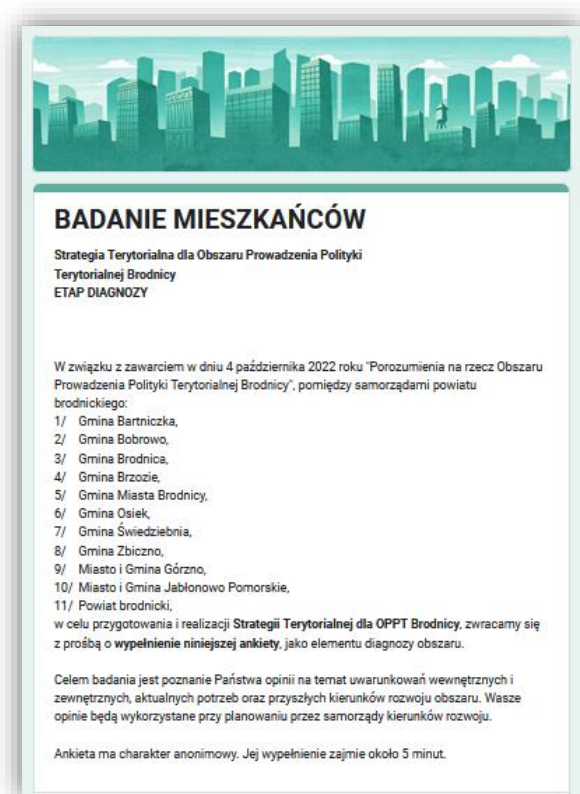 BADANIE MIESZKAŃCÓW
Strategia Terytorialna dla Obszaru Prowadzenia Polityki
Terytorialnej Brodnicy
ETAP DIAGNOZY
W związku z zawarciem w dniu 4 października 2022 roku "Porozumienia na rzecz Obszaru
Prowadzenia Polityki Terytorialnej Brodnicy", pomiędzy samorządami powiatu
brodnickiego:
1/ Gmina Bartniczka,
2/ Gmina Bobrowo,
3/ Gmina Brodnica,
4/ Gmina Brzozie,
5/ Gmina Miasta Brodnicy,
6/ Gmina Osiek,
7/ Gmina Świedziebnia,
8/ Gmina Zbiczno,
9/ Miasto i Gmina Górzno,
10/ Miasto i Gmina Jabłonowo Pomorskie,
11/ Powiat brodnicki,
w celu przygotowania i realizacji Strategii Terytorialnej dla OPPT Brodnicy, zwracamy się
z prośbą o wypełnienie niniejszej ankiety, jako elementu diagnozy obszaru.
Celem badania jest poznanie Państwa opinii na temat uwarunkowań wewnętrznych i
zewnętrznych, aktualnych potrzeb oraz przyszłych kierunków rozwoju obszaru. Wasze
opinie będą wykorzystane przy planowaniu przez samorządy kierunków rozwoju.
Ankieta ma charakter anonimowy. Jej wypełnienie zajmie około 5 minut.